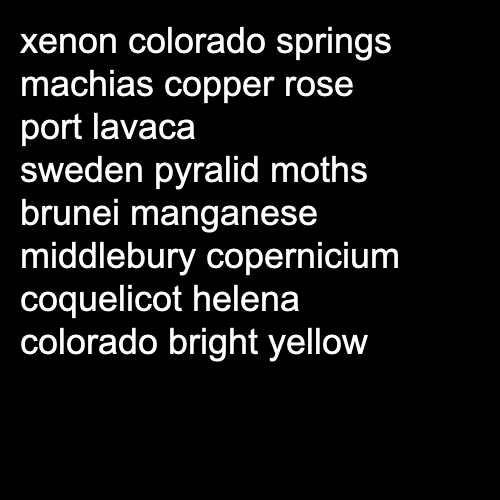 xenon colorado springs
machias copper rose
port lavaca
sweden pyralid moths
brunei manganese
middlebury copernicium
coquelicot helena
colorado bright yellow